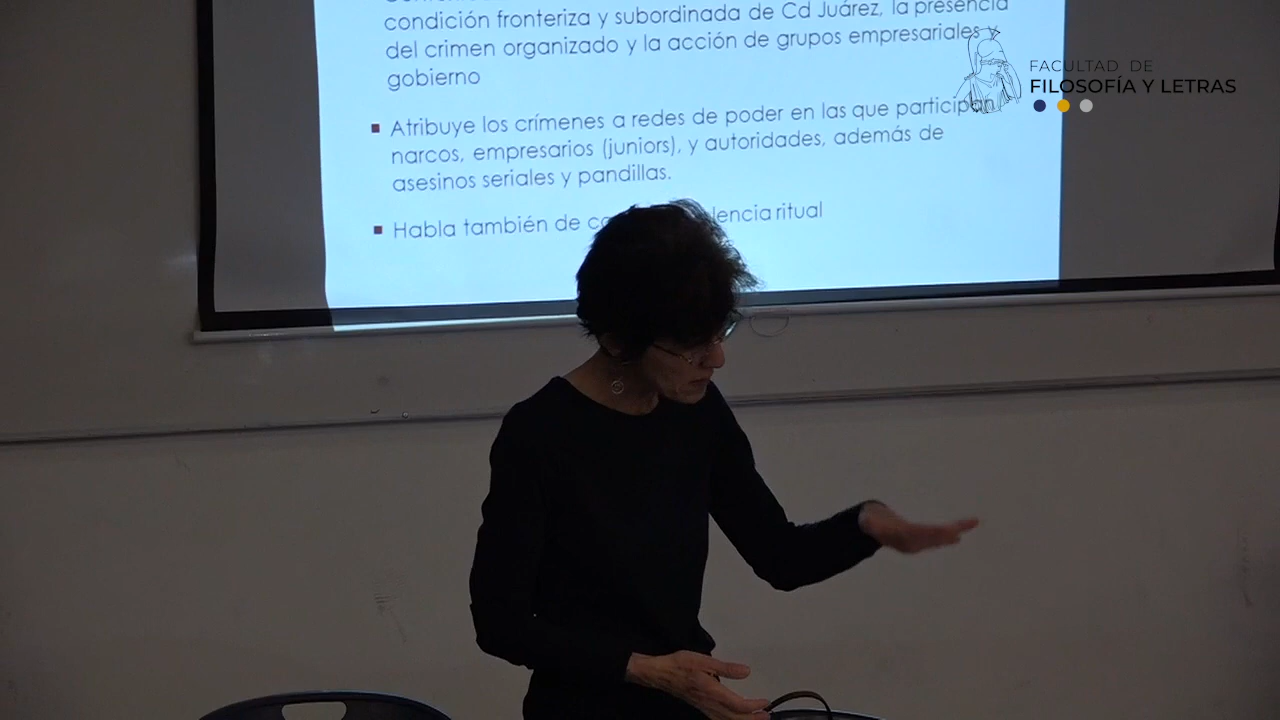 condición fronteriza y subordinada de Cd Juárez, la presencia
del crimen organizado y la acción de grupos empresariales y
gobierno
Atribuye los crímenes a redes de poder en las que participan
narcos, empresarios (juniors), y autoridades, además de
asesinos seriales y pandillas.
Habla también de lencia ritual
FACULTAD DE
FILOSOFÍA Y LETRAS